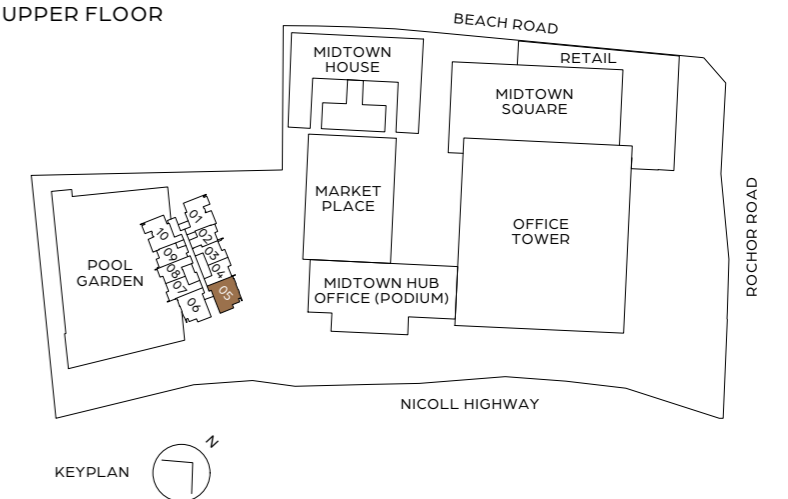 UPPER FLOOR
BEACH ROAD
MIDTOWN
HOUSE
RETAIL
MIDTOWN
SQUARE
MARKET
PLACE
OFFICE
TOWER
ROCHOR ROAD
POOL
GARDEN
01
02
03
04
05
10
09
08
07
06
MIDTOWN HUB
OFFICE (PODIUM)
NICOLL HIGHWAY
KEYPLAN
N